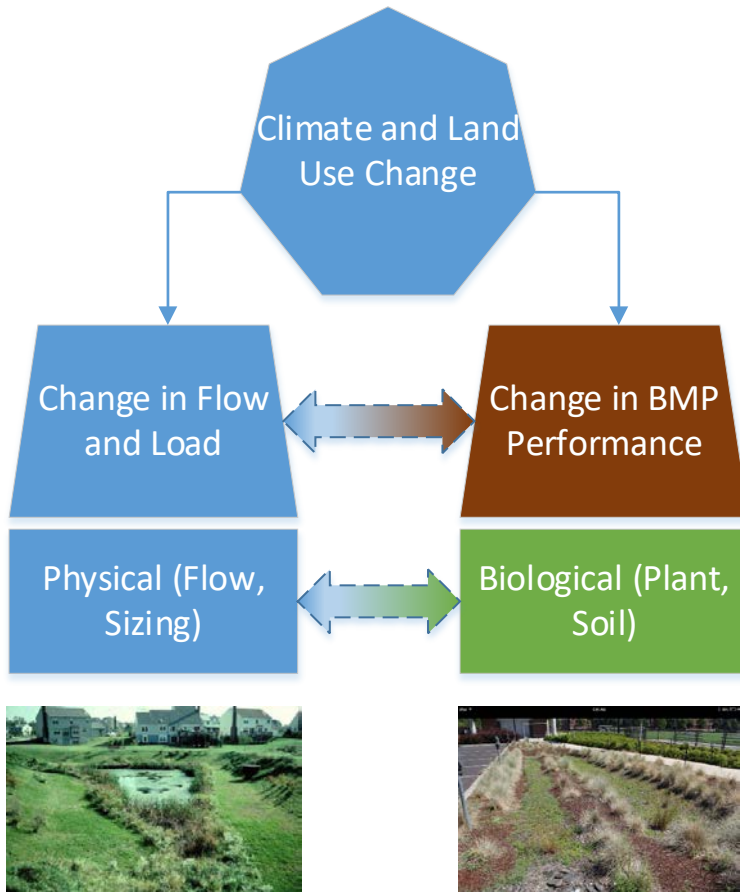 Climate and Land
Use Change
Change in Flow
and Load
Change in BMP
Performance
Physical (Flow,
Sizing)
Biological (Plant,
Soil)